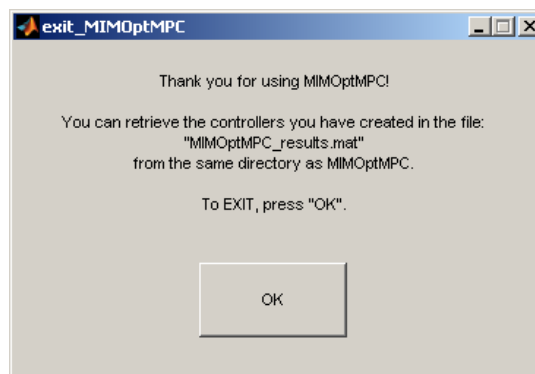 exit_MIMOptMPC
Thank you for using MIMOptMPC!
You can retrieve the controllers you have created in the file:
"MIMOptMPC_results.mat"
from the same directory as MIMOptMPC.
To EXIT, press "OK".
OK